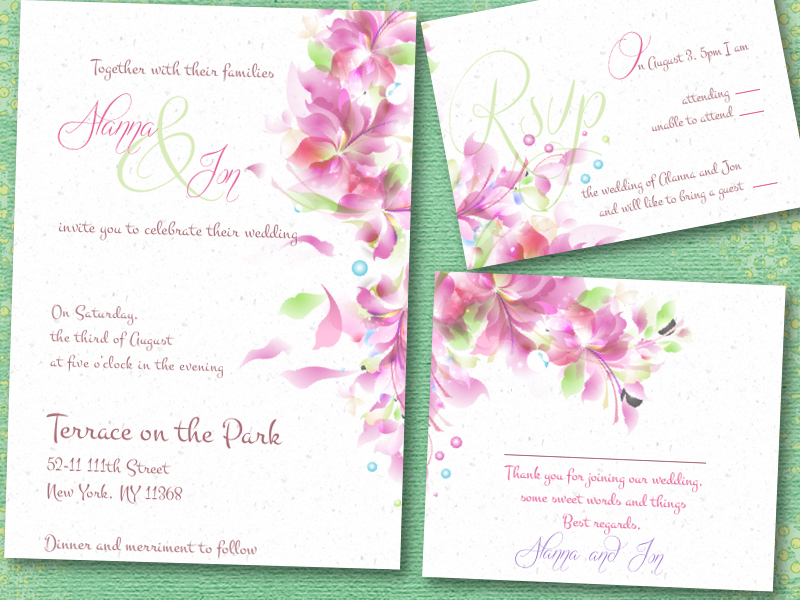 Together with their families
Alanna & Jon
invite you to celebrate their wedding
On Saturday,
the third of August
at five o'clock in the evening
Terrace on the Park
52-11 111th Street
New York, NY 11368
Dinner and merriment to follow
Rsvp
On August 3, 5pm I am
attending
unable to attend
the wedding of Alanna and Jon
and will like to bring a guest
Thank you for joining our wedding,
some sweet words and things
Best regards,
Alanna and Jon